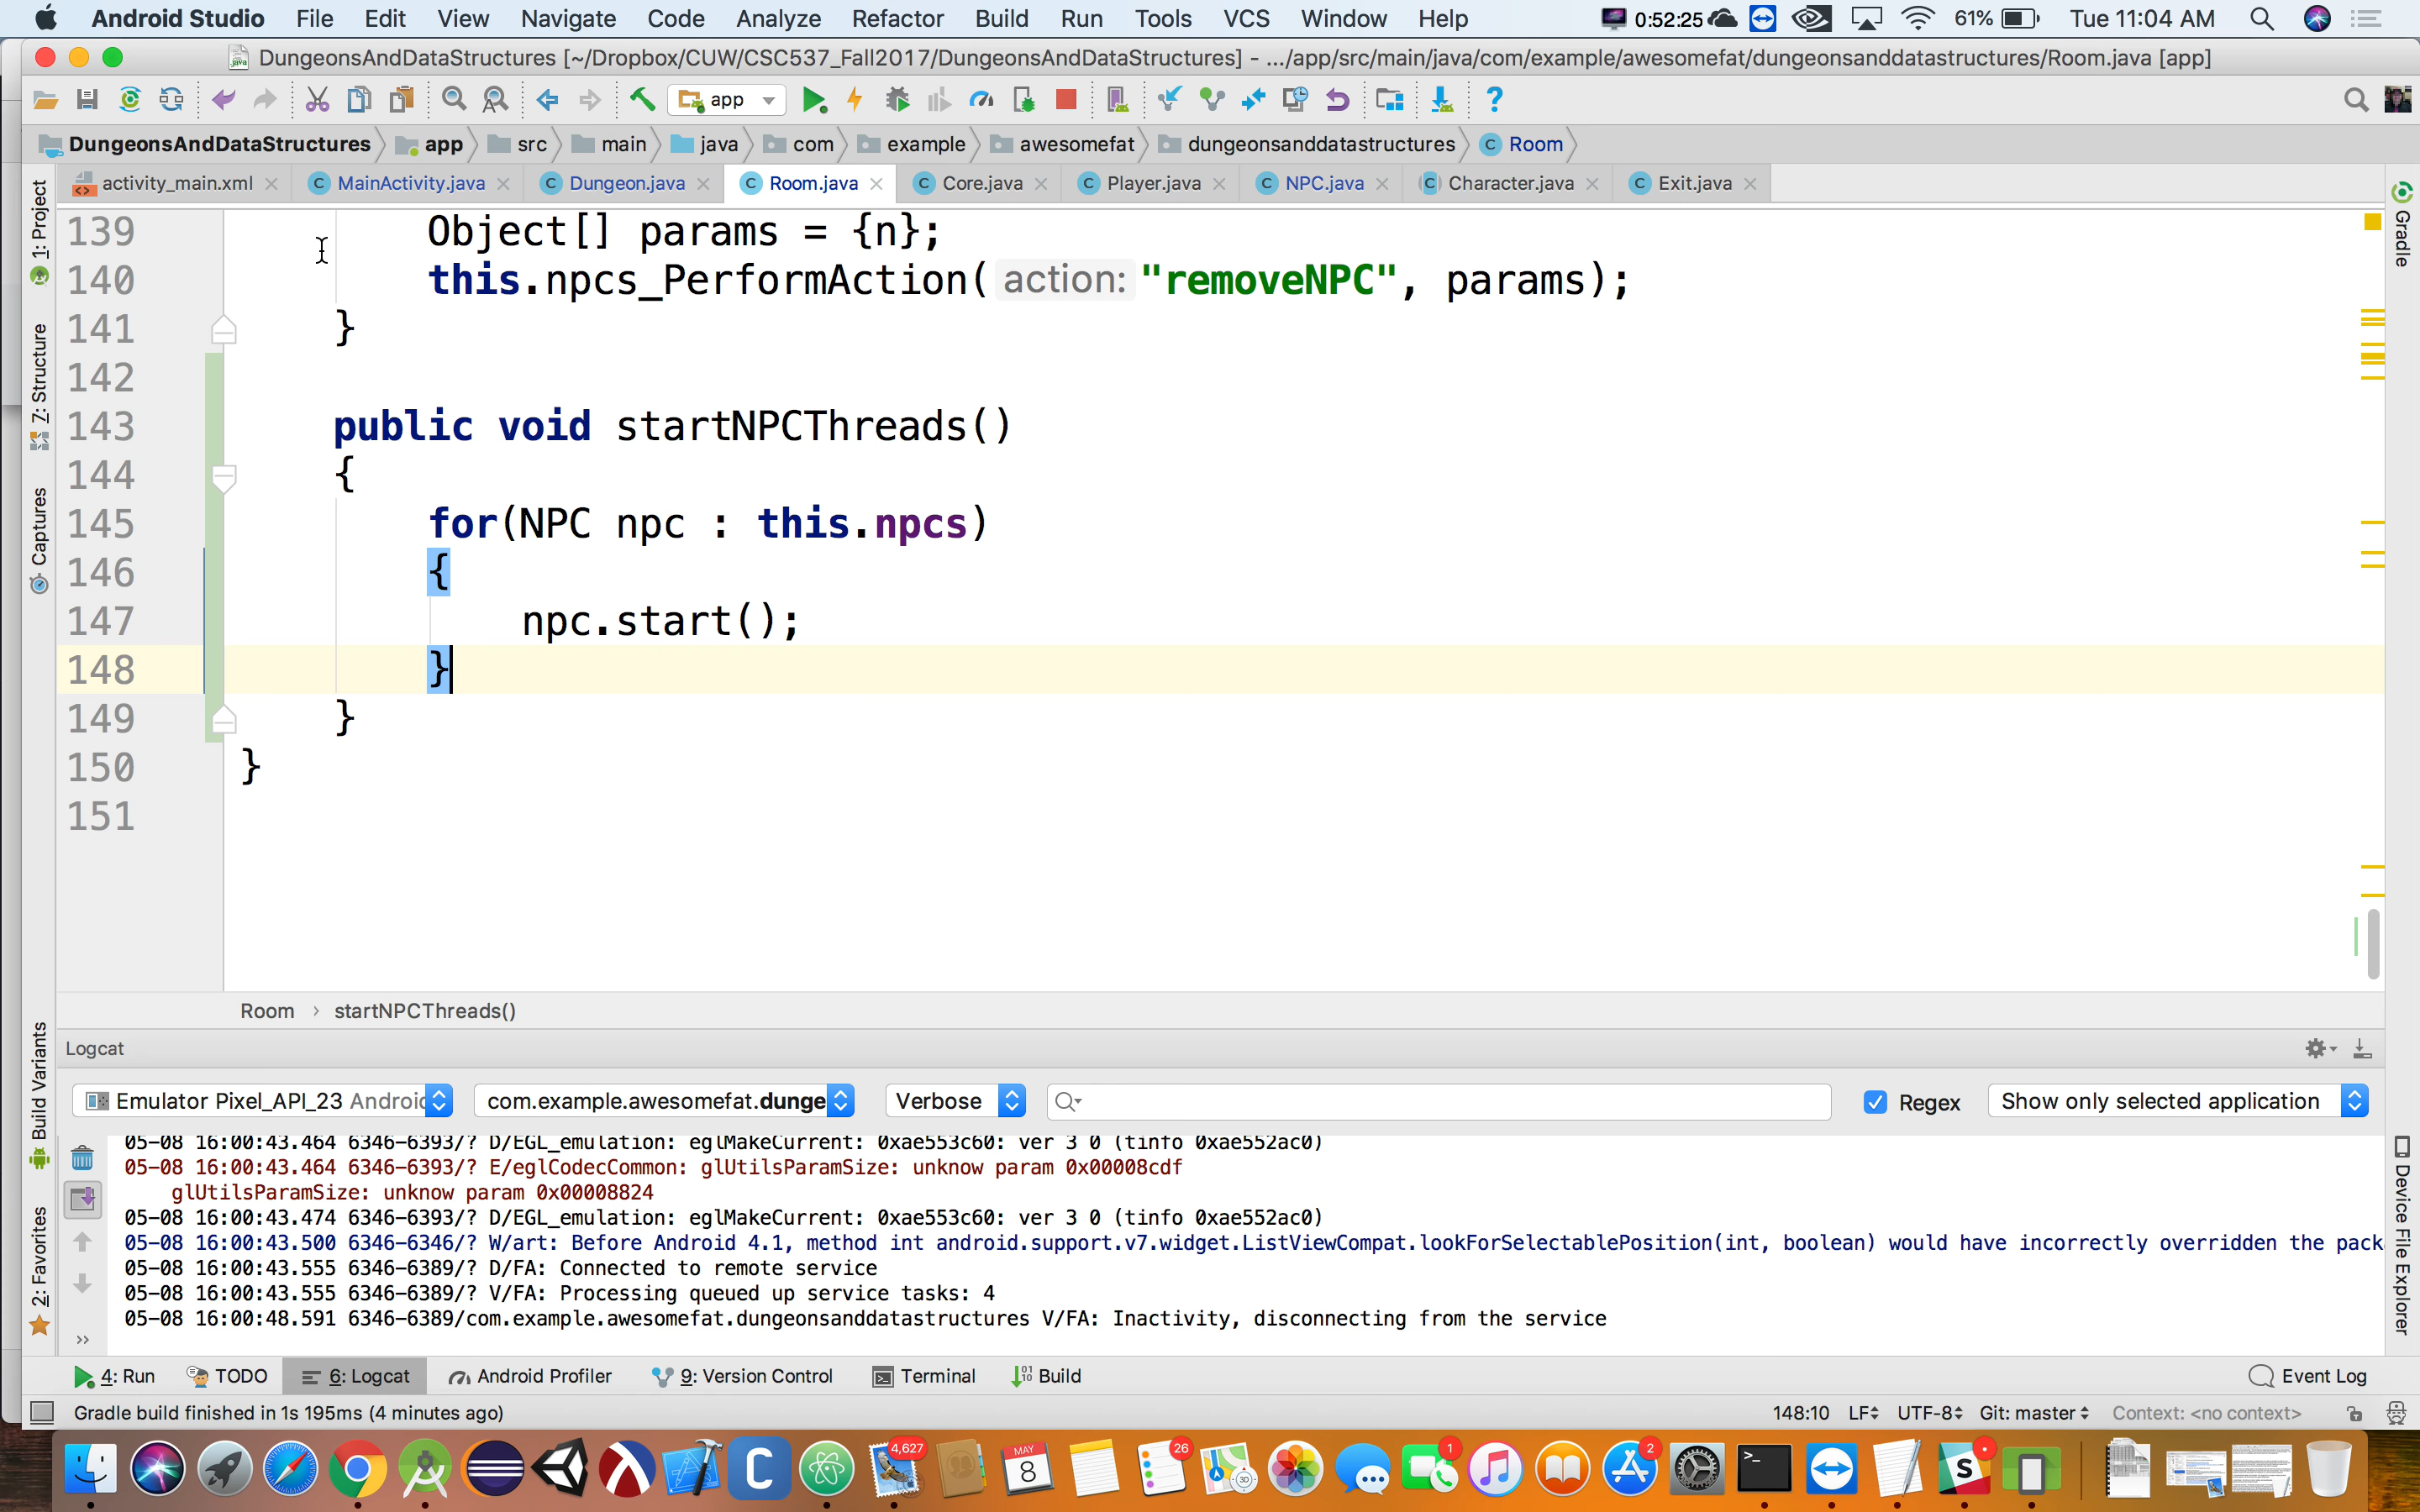 Android Studio File Edit View Navigate Code Analyze Refactor Build Run Tools VCS Window Help 0:52:25 61% Tue 11:04 AM
DungeonsAndDataStructures [~/Dropbox/CUW/CSC537_Fall2017/DungeonsAndDataStructures] - .../app/src/main/java/com/example/awesomefat/dungeonsanddatastructures/Room.java [app]
app
DungeonsAndDataStructures app src main java com example awesomefat dungeonsanddatastructures Room
activity_main.xml MainActivity.java Dungeon.java Room.java Core.java Player.java NPC.java Character.java Exit.java
1: Project
7: Structure
Captures
Build Variants
2: Favorites
Gradle
Device File Explorer
139 Object[] params = {n};
140 this.npcs_PerformAction( action: "removeNPC", params);
141 }
142
143 public void startNPCThreads()
144 {
145 for(NPC npc : this.npcs)
146 {
147 npc.start();
148 }
149 }
150 }
151
Room › startNPCThreads()
Logcat
Emulator Pixel_API_23 Androic com.example.awesomefat.dunge Verbose Regex Show only selected application
05-08 16:00:43.464 6346-6393/? D/EGL_emulation: eglMakeCurrent: 0xae553c60: ver 3 0 (tinfo 0xae552ac0)
05-08 16:00:43.464 6346-6393/? E/eglCodecCommon: glUtilsParamSize: unknow param 0x00008cdf
glUtilsParamSize: unknow param 0x00008824
05-08 16:00:43.474 6346-6393/? D/EGL_emulation: eglMakeCurrent: 0xae553c60: ver 3 0 (tinfo 0xae552ac0)
05-08 16:00:43.500 6346-6346/? W/art: Before Android 4.1, method int android.support.v7.widget.ListViewCompat.lookForSelectablePosition(int, boolean) would have incorrectly overridden the pack
05-08 16:00:43.555 6346-6389/? D/FA: Connected to remote service
05-08 16:00:43.555 6346-6389/? V/FA: Processing queued up service tasks: 4
05-08 16:00:48.591 6346-6389/com.example.awesomefat.dungeonsanddatastructures V/FA: Inactivity, disconnecting from the service
4: Run TODO 6: Logcat Android Profiler 9: Version Control Terminal Build Event Log
Gradle build finished in 1s 195ms (4 minutes ago) 148:10 LF UTF-8 Git: master Context: <no context>
4,627 MAY 8 26 3D 1 2